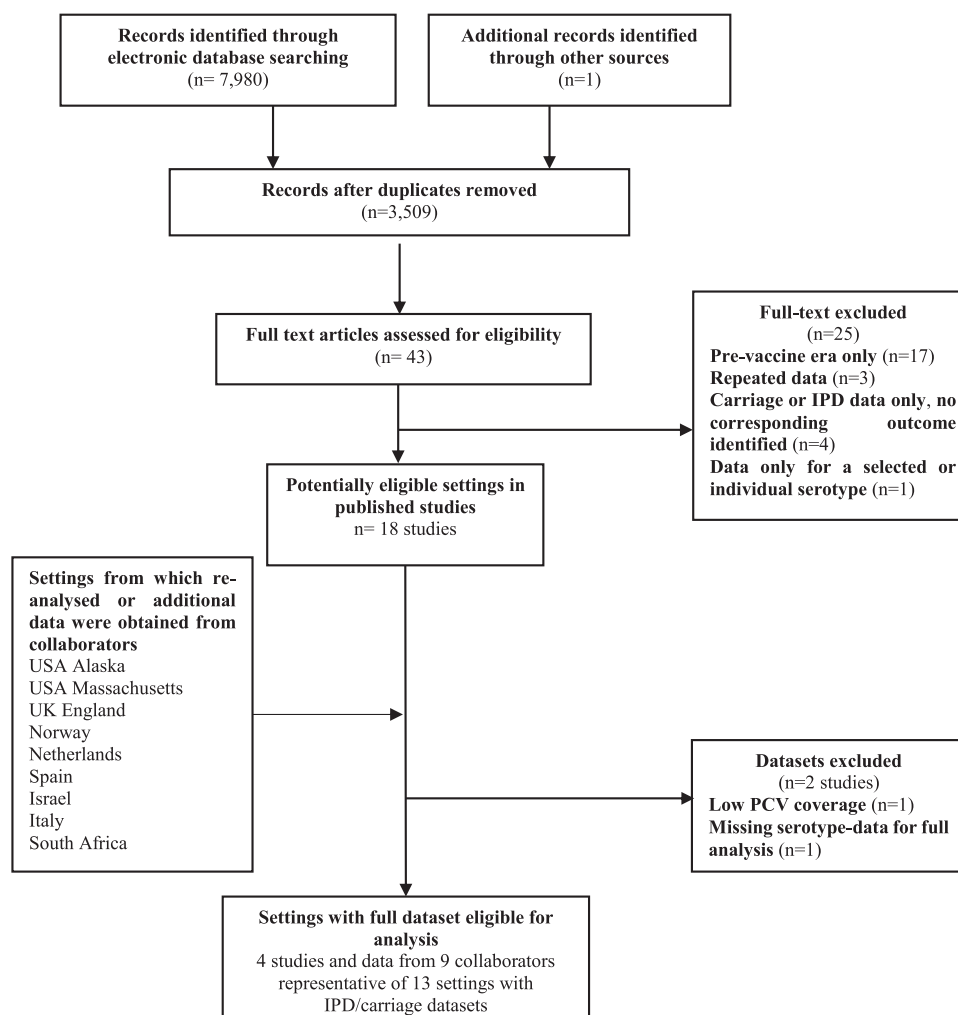 Records identified through
electronic database searching
(n= 7,980)
Additional records identified
through other sources
(n=1)
Records after duplicates removed
(n=3,509)
Full text articles assessed for eligibility
(n= 43)
Full-text excluded
(n=25)
Pre-vaccine era only (n=17)
Repeated data (n=3)
Carriage or IPD data only, no
corresponding outcome
identified (n=4)
Data only for a selected or
individual serotype (n=1)
Potentially eligible settings in
published studies
n= 18 studies
Settings from which re-
analysed or additional
data were obtained from
collaborators
USA Alaska
USA Massachusetts
UK England
Norway
Netherlands
Spain
Israel
Italy
South Africa
Datasets excluded
(n=2 studies)
Low PCV coverage (n=1)
Missing serotype-data for full
analysis (n=1)
Settings with full dataset eligible for
analysis
4 studies and data from 9 collaborators
representative of 13 settings with
IPD/carriage datasets